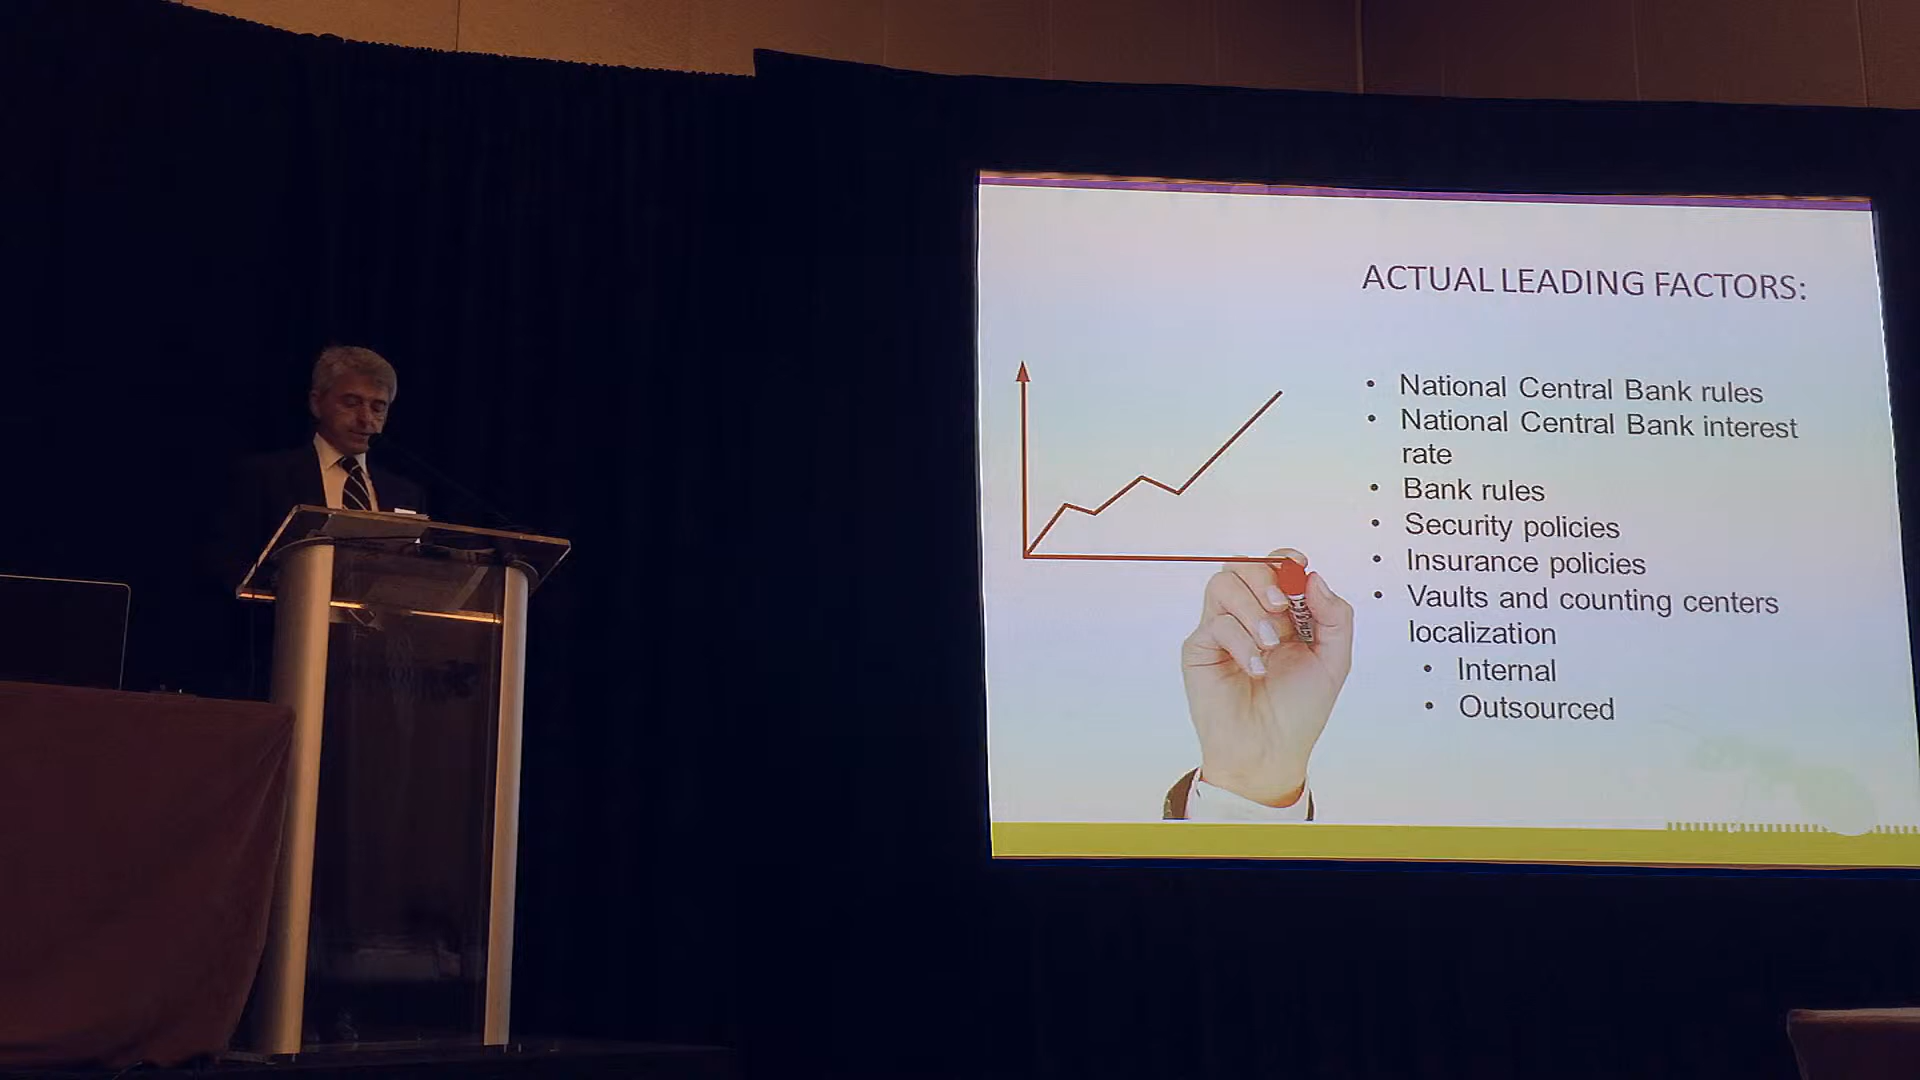 ACTUAL LEADING FACTORS:
• National Central Bank rules
• National Central Bank interest
rate
• Bank rules
• Security policies
• Insurance policies
• Vaults and counting centers
localization
• Internal
• Outsourced